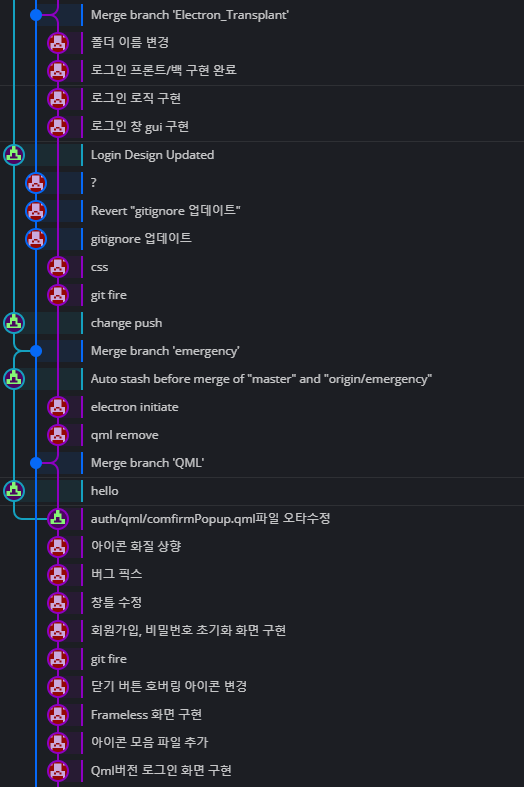 Merge branch 'Electron_Transplant'
폴더 이름 변경
로그인 프론트/백 구현 완료
로그인 로직 구현
로그인 창 gui 구현
Login Design Updated
?
Revert "gitignore 업데이트"
gitignore 업데이트
css
git fire
change push
Merge branch 'emergency'
Auto stash before merge of "master" and "origin/emergency"
electron initiate
qml remove
Merge branch 'QML'
hello
auth/qml/comfirmPopup.qml파일 오타수정
아이콘 화질 상향
버그 픽스
창틀 수정
회원가입, 비밀번호 초기화 화면 구현
git fire
닫기 버튼 호버링 아이콘 변경
Frameless 화면 구현
아이콘 모음 파일 추가
Qml버전 로그인 화면 구현